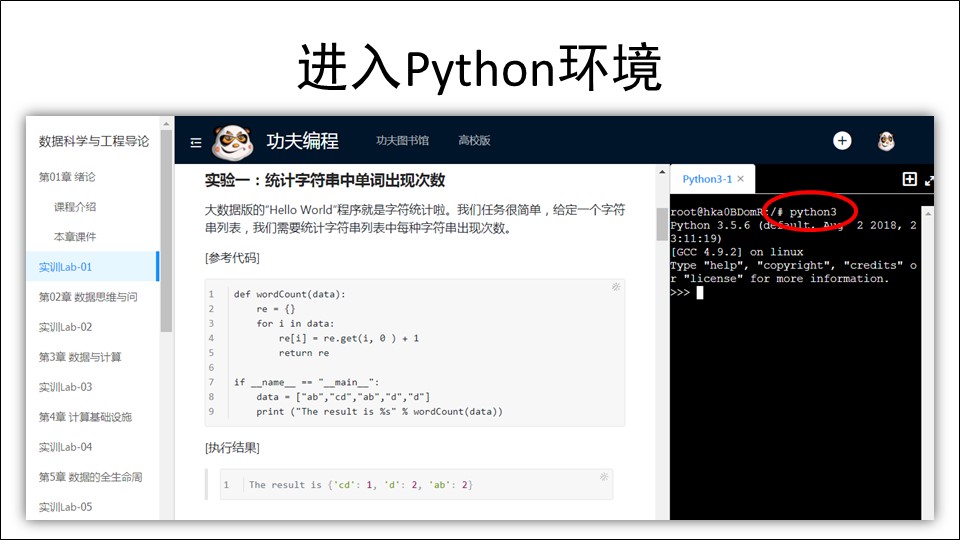 进入Python环境
数据科学与工程导论
第01章 绪论
课程介绍
本章课件
实训Lab-01
第02章 数据思维与问
实训Lab-02
第3章 数据与计算
实训Lab-03
第4章 计算基础设施
实训Lab-04
第5章 数据的全生命周
实训Lab-05
功夫编程 功夫图书馆 高校版
实验一：统计字符串中单词出现次数
大数据版的“Hello World”程序就是字符统计啦。我们任务很简单，给定一个字符
串列表，我们需要统计字符串列表中每种字符串出现次数。
[参考代码]
1 def wordCount(data):
2     re = {}
3     for i in data:
4         re[i] = re.get(i, 0 ) + 1
5         return re
6
7 if __name__ == "__main__":
8     data = ["ab","cd","ab","d","d"]
9     print ("The result is %s" % wordCount(data))
[执行结果]
1 The result is {'cd': 1, 'd': 2, 'ab': 2}
Python3-1 ×
root@hka0BDomR:/# python3
Python 3.5.6 (default, Aug  2 2018, 2
3:11:19)
[GCC 4.9.2] on linux
Type "help", "copyright", "credits" o
r "license" for more information.
>>>